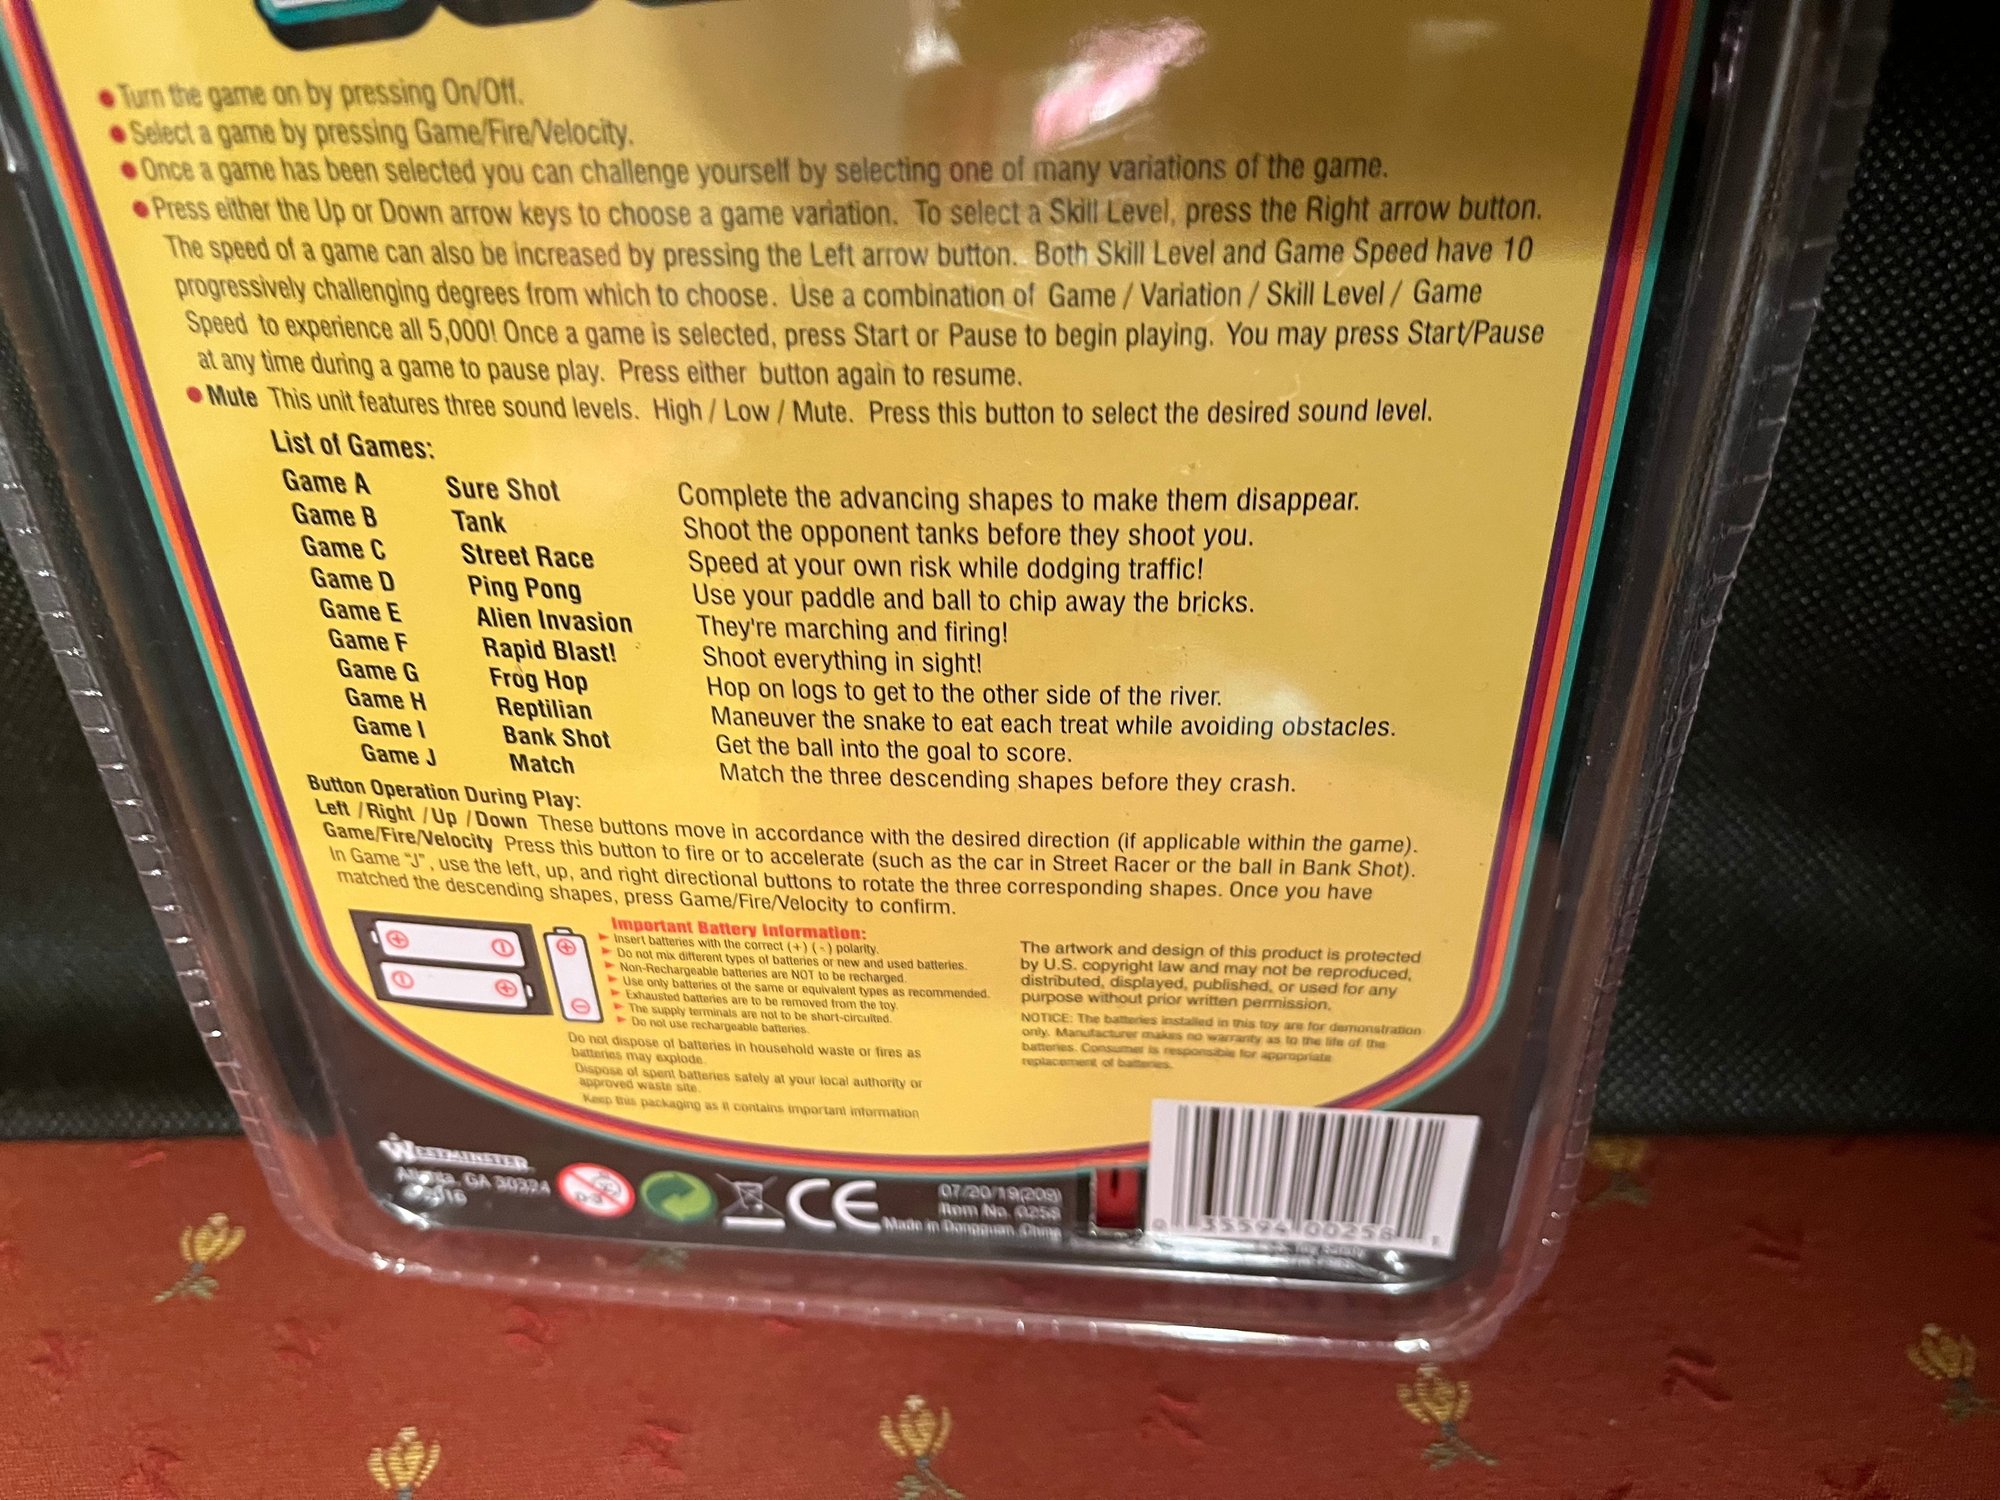 • Turn the game on by pressing On/Off.
• Select a game by pressing Game/Fire/Velocity.
• Once a game has been selected you can challenge yourself by selecting one of many variations of the game.
• Press either the Up or Down arrow keys to choose a game variation. To select a Skill Level, press the Right arrow button.
The speed of a game can also be increased by pressing the Left arrow button. Both Skill Level and Game Speed have 10
progressively challenging degrees from which to choose. Use a combination of Game / Variation / Skill Level / Game
Speed to experience all 5,000! Once a game is selected, press Start or Pause to begin playing. You may press Start/Pause
at any time during a game to pause play. Press either button again to resume.
• Mute This unit features three sound levels. High / Low / Mute. Press this button to select the desired sound level.
List of Games:
Game A Sure Shot Complete the advancing shapes to make them disappear.
Game B Tank Shoot the opponent tanks before they shoot you.
Game C Street Race Speed at your own risk while dodging traffic!
Game D Ping Pong Use your paddle and ball to chip away the bricks.
Game E Alien Invasion They're marching and firing!
Game F Rapid Blast! Shoot everything in sight!
Game G Frog Hop Hop on logs to get to the other side of the river.
Game H Reptilian Maneuver the snake to eat each treat while avoiding obstacles.
Game I Bank Shot Get the ball into the goal to score.
Game J Match Match the three descending shapes before they crash.
Button Operation During Play:
Left / Right / Up / Down These buttons move in accordance with the desired direction (if applicable within the game).
Game/Fire/Velocity Press this button to fire or to accelerate (such as the car in Street Racer or the ball in Bank Shot).
In Game "J", use the left, up, and right directional buttons to rotate the three corresponding shapes. Once you have
matched the descending shapes, press Game/Fire/Velocity to confirm.
Important Battery Information:
► Insert batteries with the correct (+) (-) polarity.
► Do not mix different types of batteries or new and used batteries.
► Non-Rechargeable batteries are NOT to be recharged.
► Use only batteries of the same or equivalent types as recommended.
► Exhausted batteries are to be removed from the toy.
► The supply terminals are not to be short-circuited.
► Do not use rechargeable batteries.
Do not dispose of batteries in household waste or fires as
batteries may explode.
Dispose of spent batteries safely at your local authority or
approved waste site.
Keep this packaging as it contains important information
The artwork and design of this product is protected
by U.S. copyright law and may not be reproduced,
distributed, displayed, published, or used for any
purpose without prior written permission.
NOTICE: The batteries installed in this toy are for demonstration
only. Manufacturer makes no warranty as to the life of the
batteries. Consumer is responsible for appropriate
replacement of batteries.
WESTMINSTER
GA 30324
0-3
CE
07/20/19(209)
Item No. 0258
Made in Dongguan, China
35594 00258